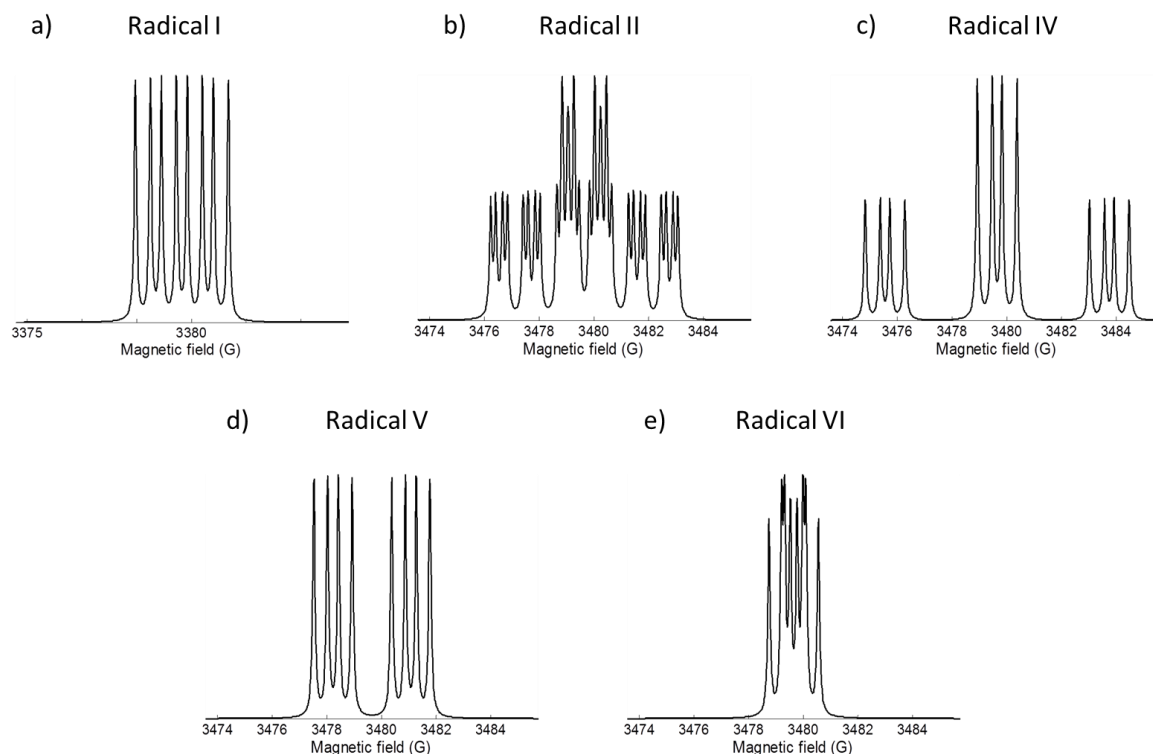 a) Radical I
b) Radical II
c) Radical IV
3375 3380
Magnetic field (G)
3474 3476 3478 3480 3482 3484
Magnetic field (G)
3474 3476 3478 3480 3482 3484
Magnetic field (G)
d) Radical V
e) Radical VI
3474 3476 3478 3480 3482 3484
Magnetic field (G)
3474 3476 3478 3480 3482 3484
Magnetic field (G)